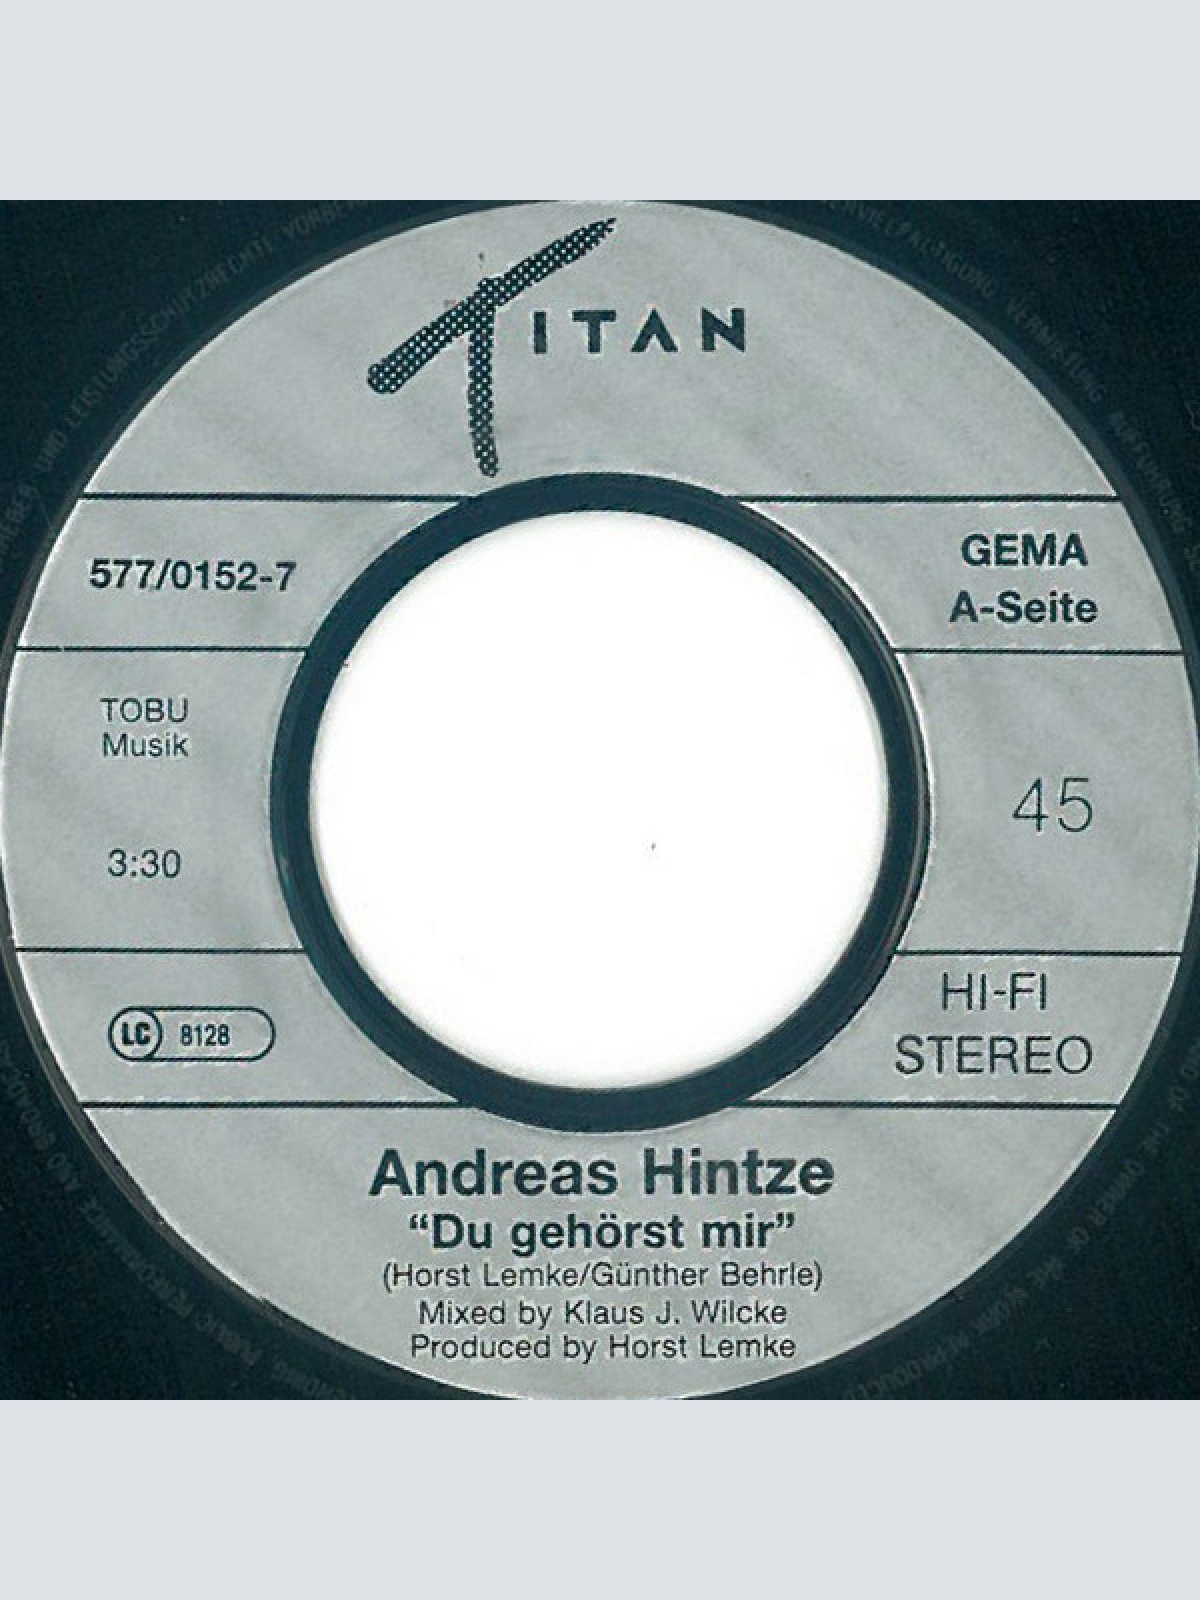 TITAN
577/0152-7
GEMA
A-Seite
TOBU
Musik
3:30
45
LC 8128
HI-FI
STEREO
Andreas Hintze
“Du gehörst mir”
(Horst Lemke/Günther Behrle)
Mixed by Klaus J. Wilcke
Produced by Horst Lemke